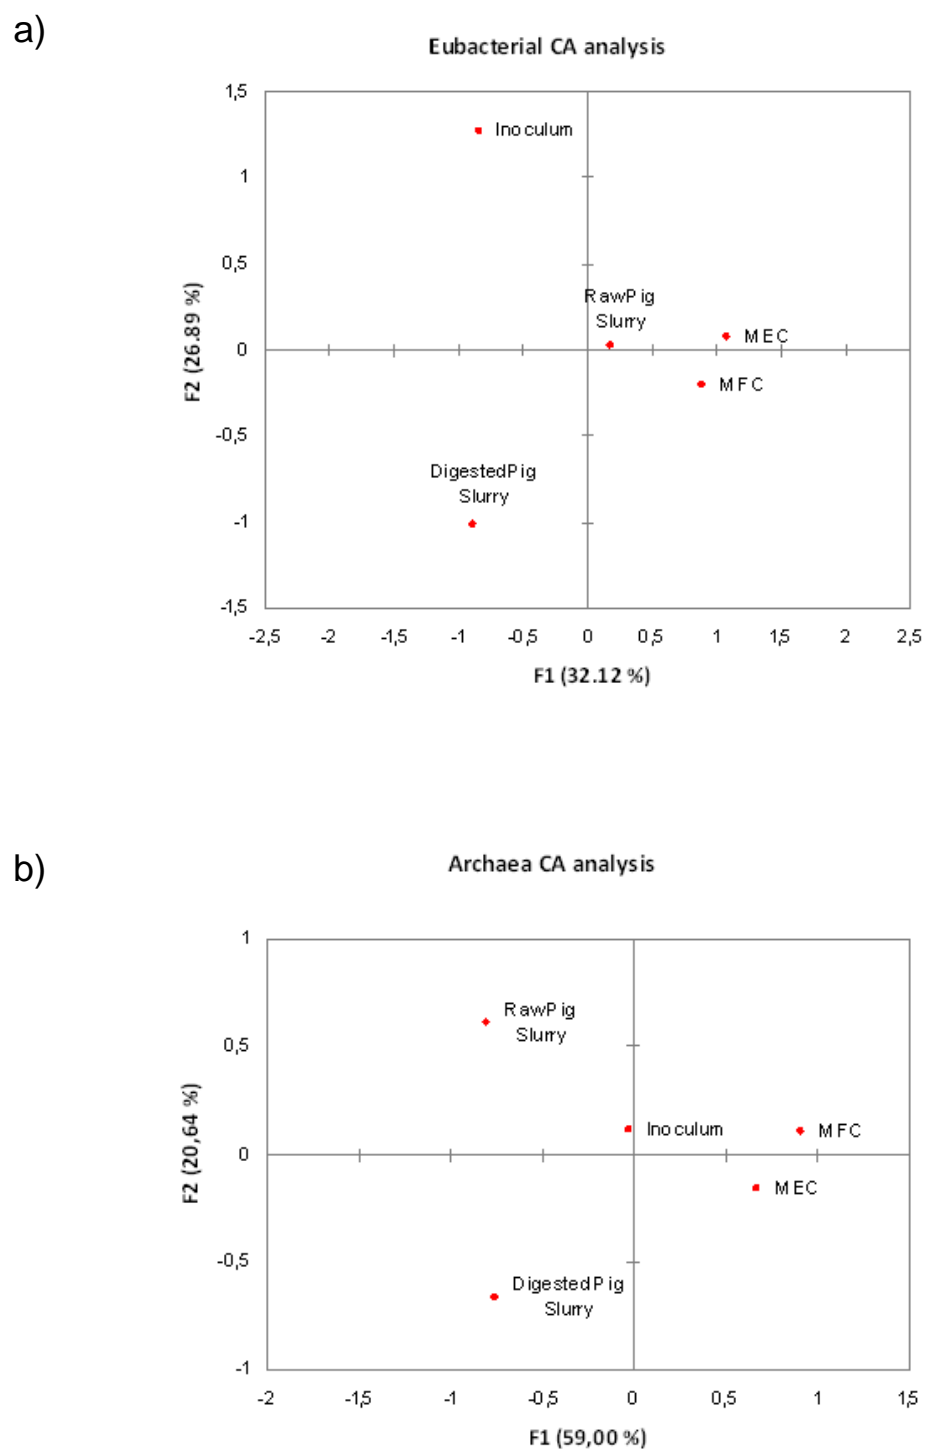 a)
Eubacterial CA analysis
1,5
Inoculum
1
0,5
RawPig
Slurry
MEC
0
MFC
-0,5
DigestedPig
Slurry
-1
-1,5
F2 (26.89 %)
-2,5 -2 -1,5 -1 -0,5 0 0,5 1 1,5 2 2,5
F1 (32.12 %)
b)
Archaea CA analysis
1
RawPig
Slurry
0,5
Inoculum
MFC
0
MEC
-0,5
DigestedPig
Slurry
-1
F2 (20,64 %)
-2 -1,5 -1 -0,5 0 0,5 1 1,5
F1 (59,00 %)